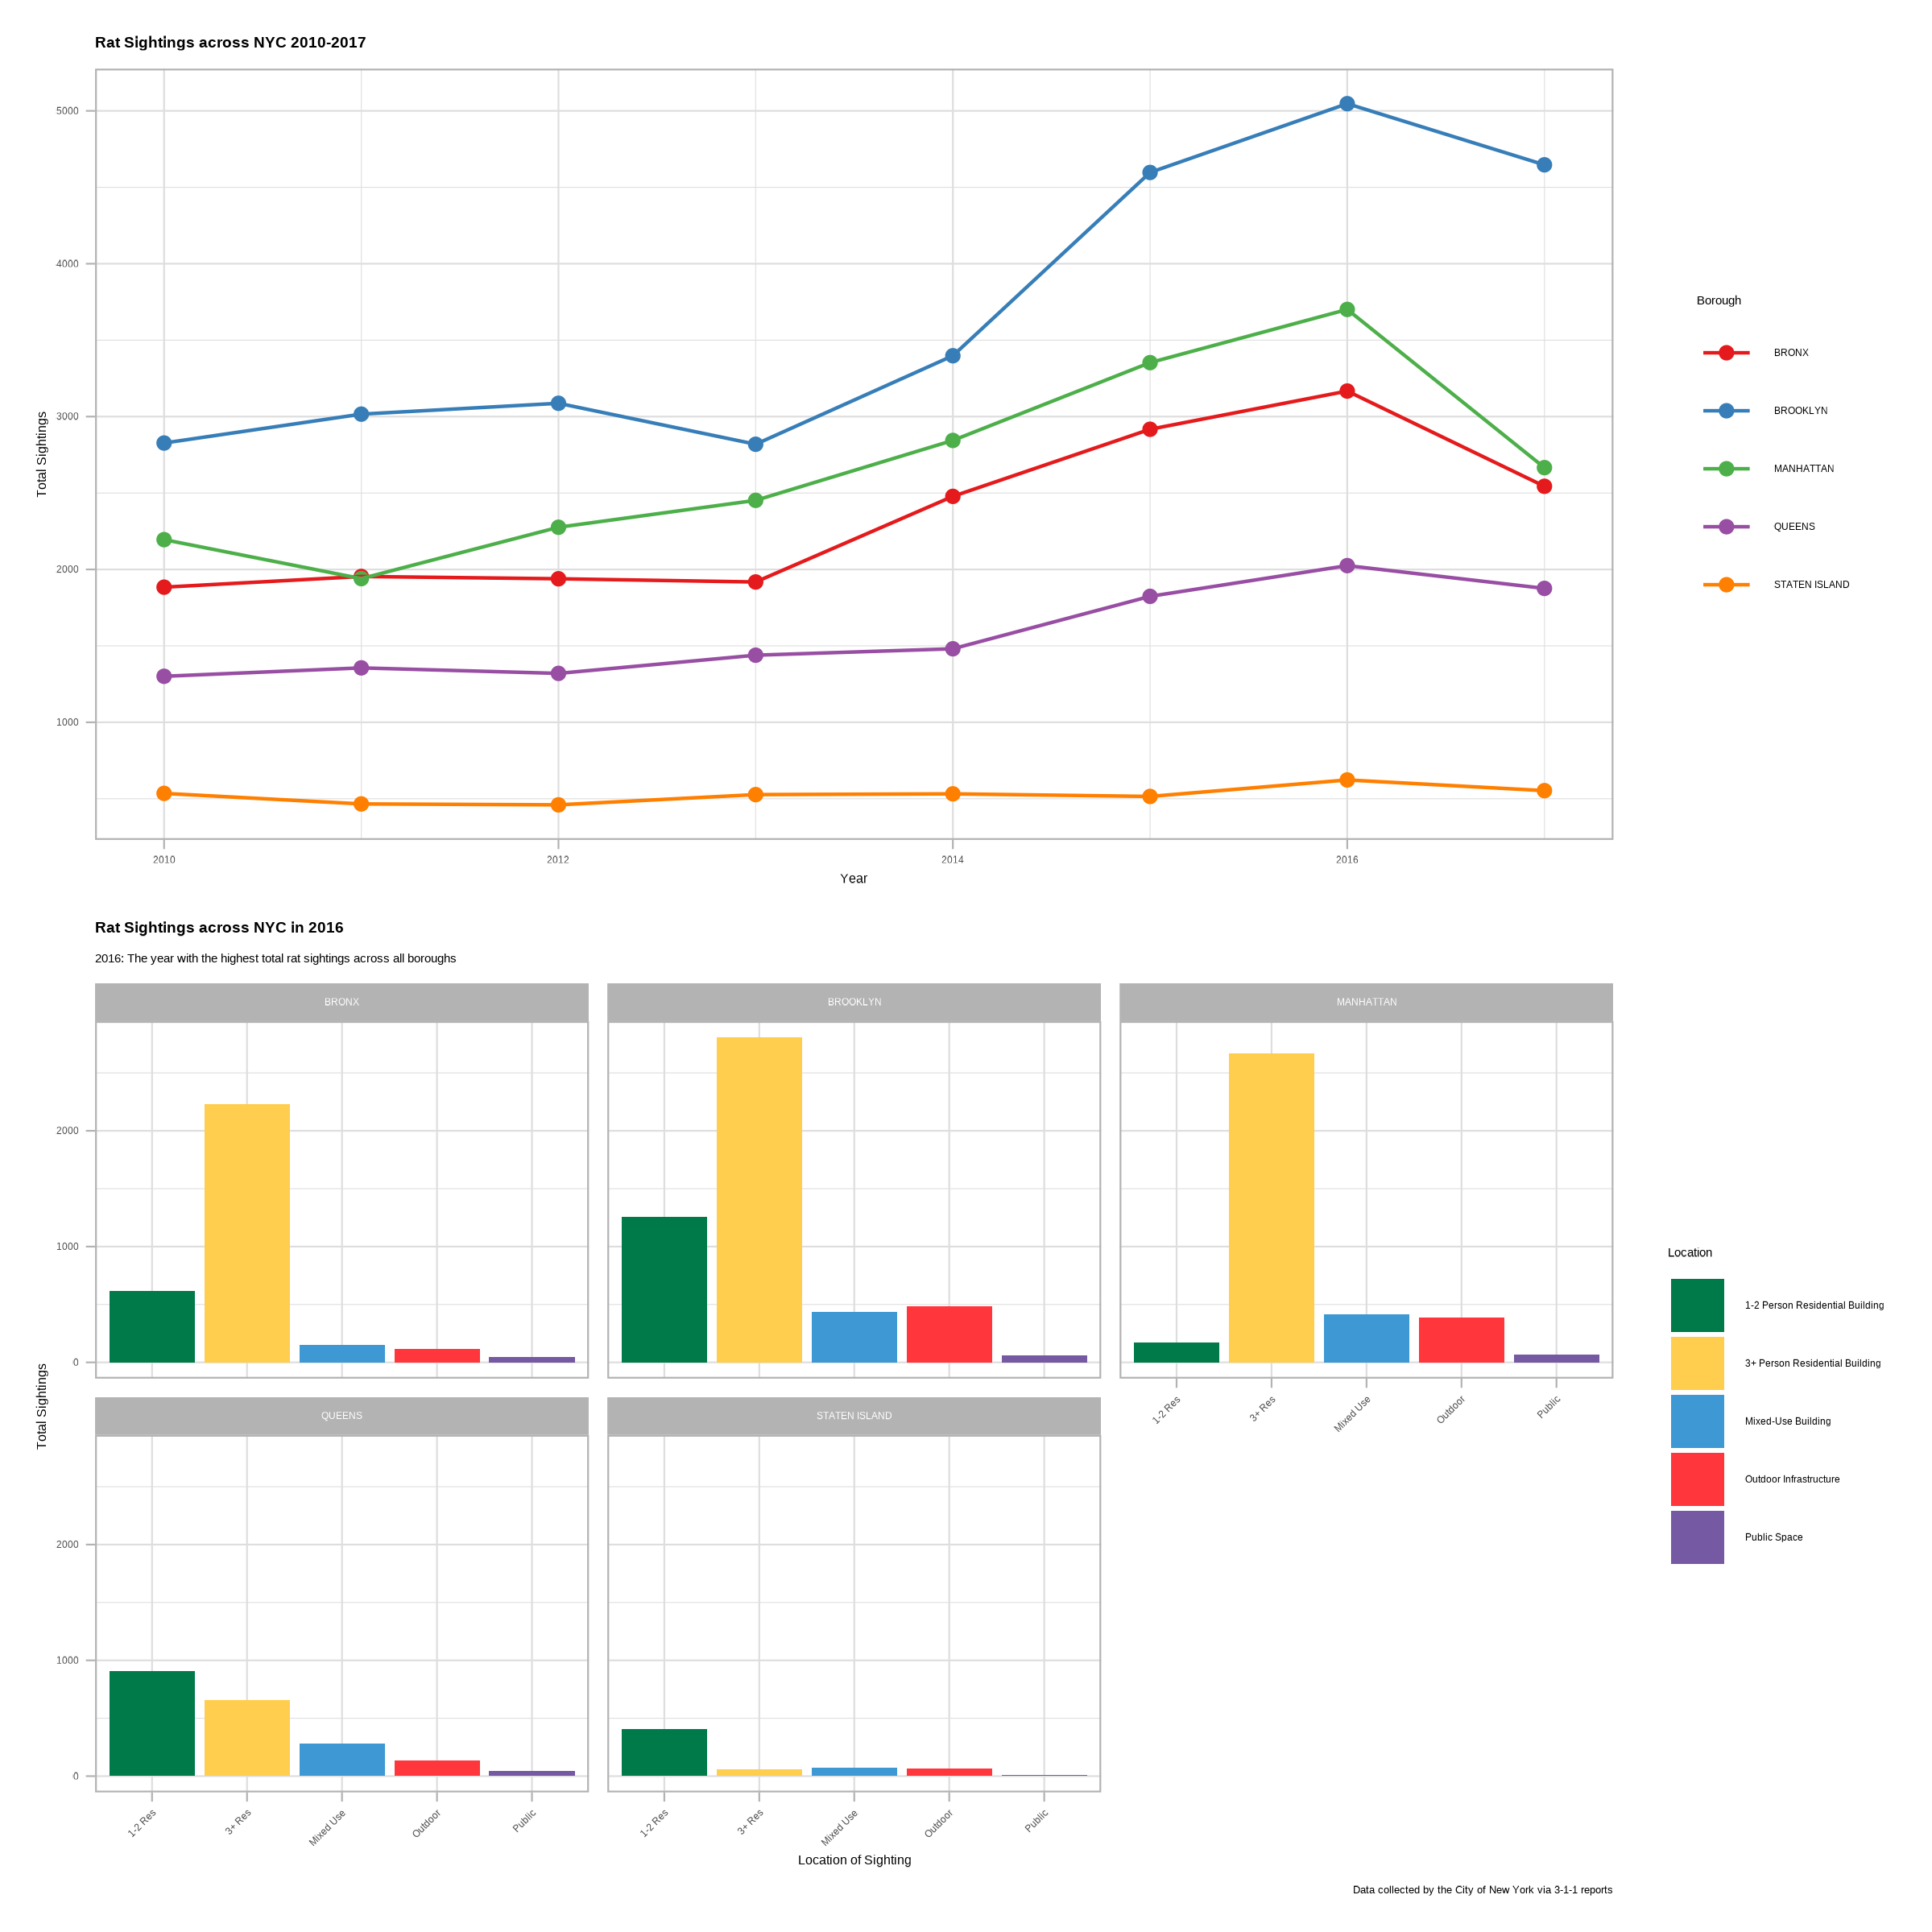 Rat Sightings across NYC 2010-2017
5000
4000
3000
2000
1000
Total Sightings
2010
2012
2014
2016
Year
Borough
BRONX
BROOKLYN
MANHATTAN
QUEENS
STATEN ISLAND
Rat Sightings across NYC in 2016
2016: The year with the highest total rat sightings across all boroughs
BRONX
BROOKLYN
MANHATTAN
2000
1000
0
1-2 Res
3+ Res
Mixed Use
Outdoor
Public
Total Sightings
QUEENS
STATEN ISLAND
2000
1000
0
1-2 Res
3+ Res
Mixed Use
Outdoor
Public
1-2 Res
3+ Res
Mixed Use
Outdoor
Public
Location of Sighting
Location
1-2 Person Residential Building
3+ Person Residential Building
Mixed-Use Building
Outdoor Infrastructure
Public Space
Data collected by the City of New York via 3-1-1 reports